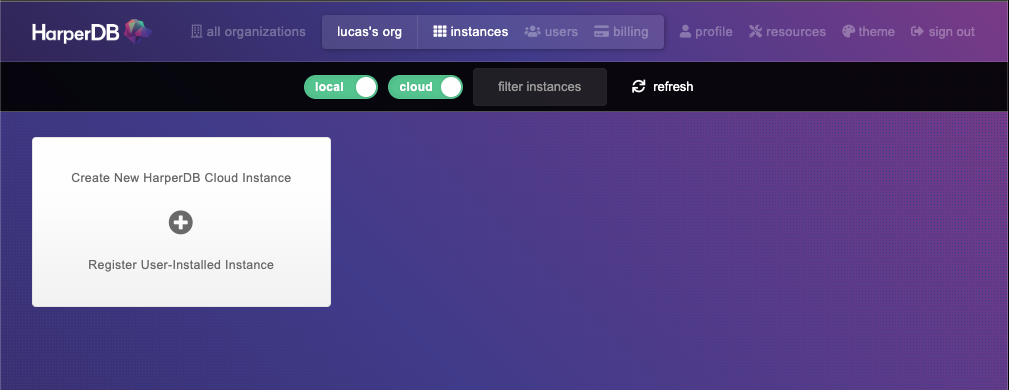 HarperDB all organizations lucas's org instances users billing profile resources theme sign out
local cloud filter instances refresh
Create New HarperDB Cloud Instance
Register User-Installed Instance